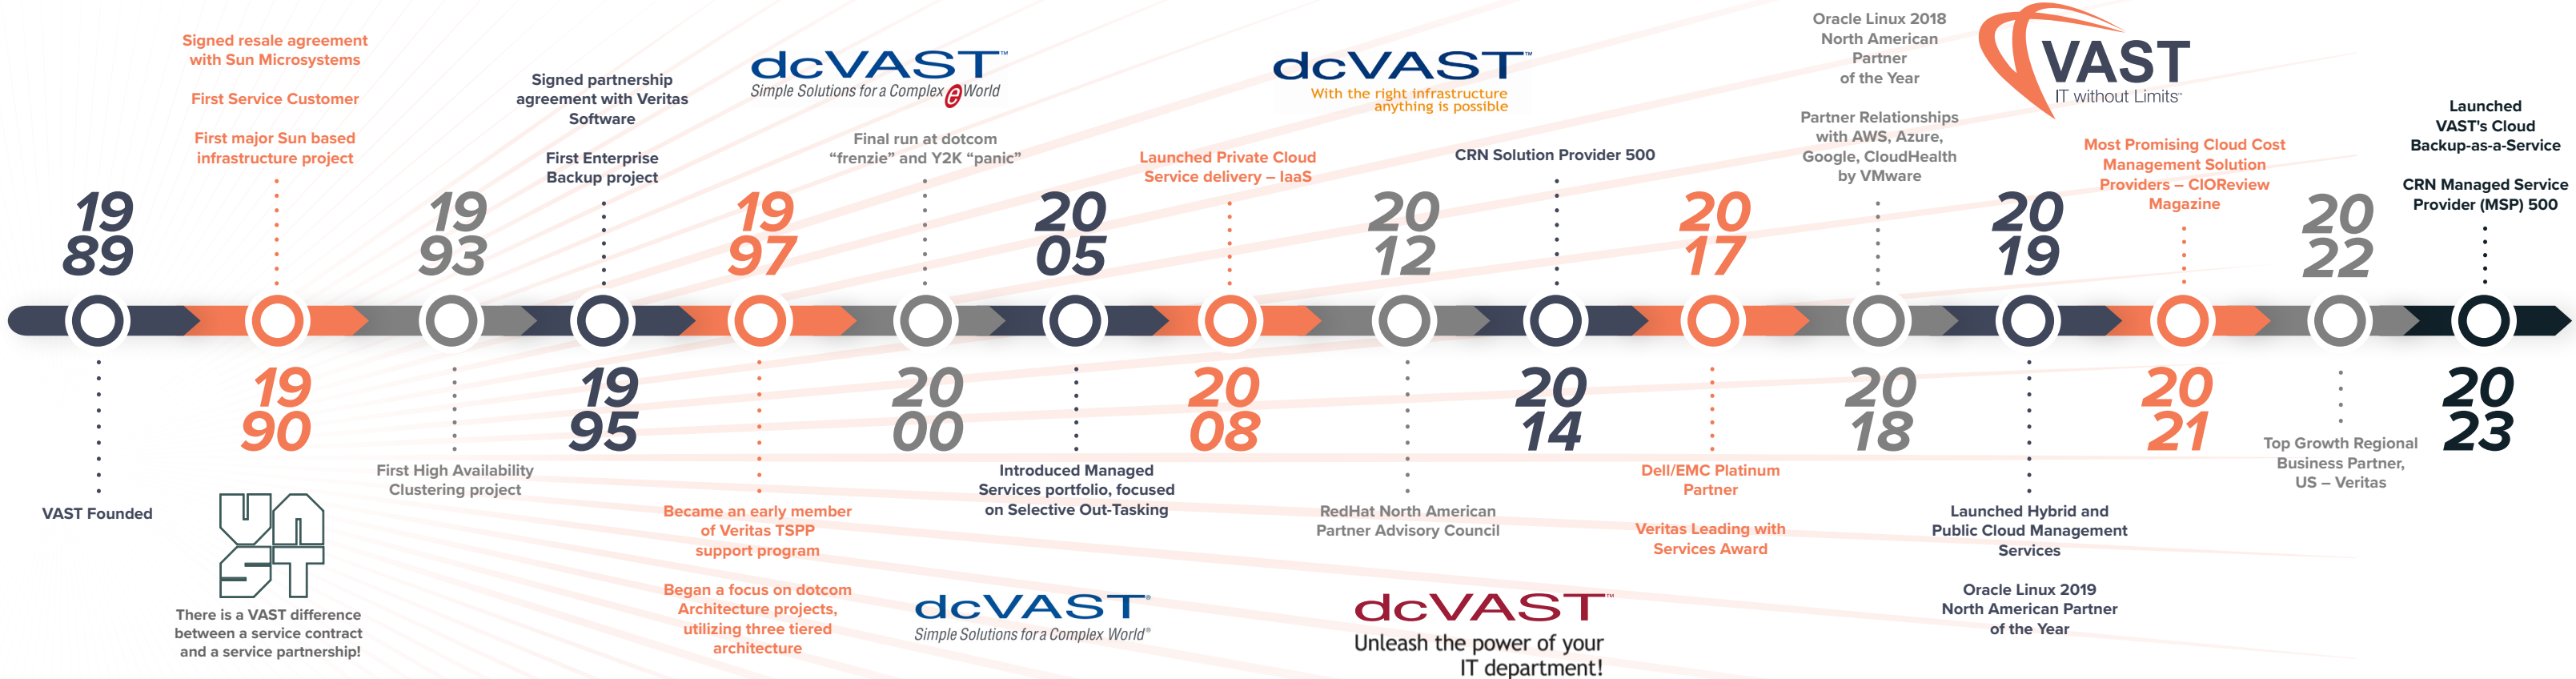 19
89
VAST Founded
Signed resale agreement
with Sun Microsystems
First Service Customer
First major Sun based
infrastructure project
19
90
VAST
There is a VAST difference
between a service contract
and a service partnership!
19
93
First High Availability
Clustering project
Signed partnership
agreement with Veritas
Software
First Enterprise
Backup project
19
95
19
97
Became an early member
of Veritas TSPP
support program
Began a focus on dotcom
Architecture projects,
utilizing three tiered
architecture
dcVAST™
Simple Solutions for a Complex e World
Final run at dotcom
“frenzie” and Y2K “panic”
20
00
dcVAST®
Simple Solutions for a Complex World®
20
05
Introduced Managed
Services portfolio, focused
on Selective Out-Tasking
Launched Private Cloud
Service delivery – IaaS
20
08
dcVAST™
With the right infrastructure
anything is possible
20
12
RedHat North American
Partner Advisory Council
dcVAST™
Unleash the power of your
IT department!
CRN Solution Provider 500
20
14
20
17
Dell/EMC Platinum
Partner
Veritas Leading with
Services Award
Oracle Linux 2018
North American
Partner
of the Year
Partner Relationships
with AWS, Azure,
Google, CloudHealth
by VMware
20
18
VAST
IT without Limits™
20
19
Launched Hybrid and
Public Cloud Management
Services
Oracle Linux 2019
North American Partner
of the Year
Most Promising Cloud Cost
Management Solution
Providers – CIOReview
Magazine
20
21
20
22
Top Growth Regional
Business Partner,
US – Veritas
Launched
VAST's Cloud
Backup-as-a-Service
CRN Managed Service
Provider (MSP) 500
20
23